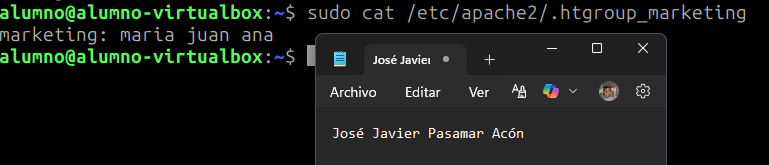 alumno@alumno-virtualbox:~$ sudo cat /etc/apache2/.htgroup_marketing
marketing: maria juan ana
alumno@alumno-virtualbox:~$
José Javier
Archivo Editar Ver
José Javier Pasamar Acón